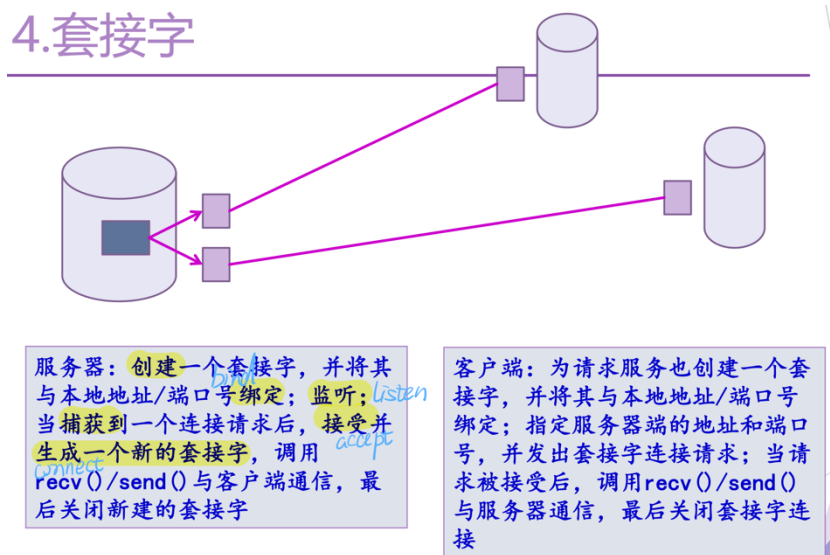 4.套接字
服务器：创建一个套接字，并将其
bind
与本地地址/端口号绑定；监听；listen
当捕获到一个连接请求后，接受并
accept
生成一个新的套接字，调用
connect
recv()/send()与客户端通信，最
后关闭新建的套接字
客户端：为请求服务也创建一个套
接字，并将其与本地地址/端口号
绑定；指定服务器端的地址和端口
号，并发出套接字连接请求；当请
求被接受后，调用recv()/send()
与服务器通信，最后关闭套接字连
接